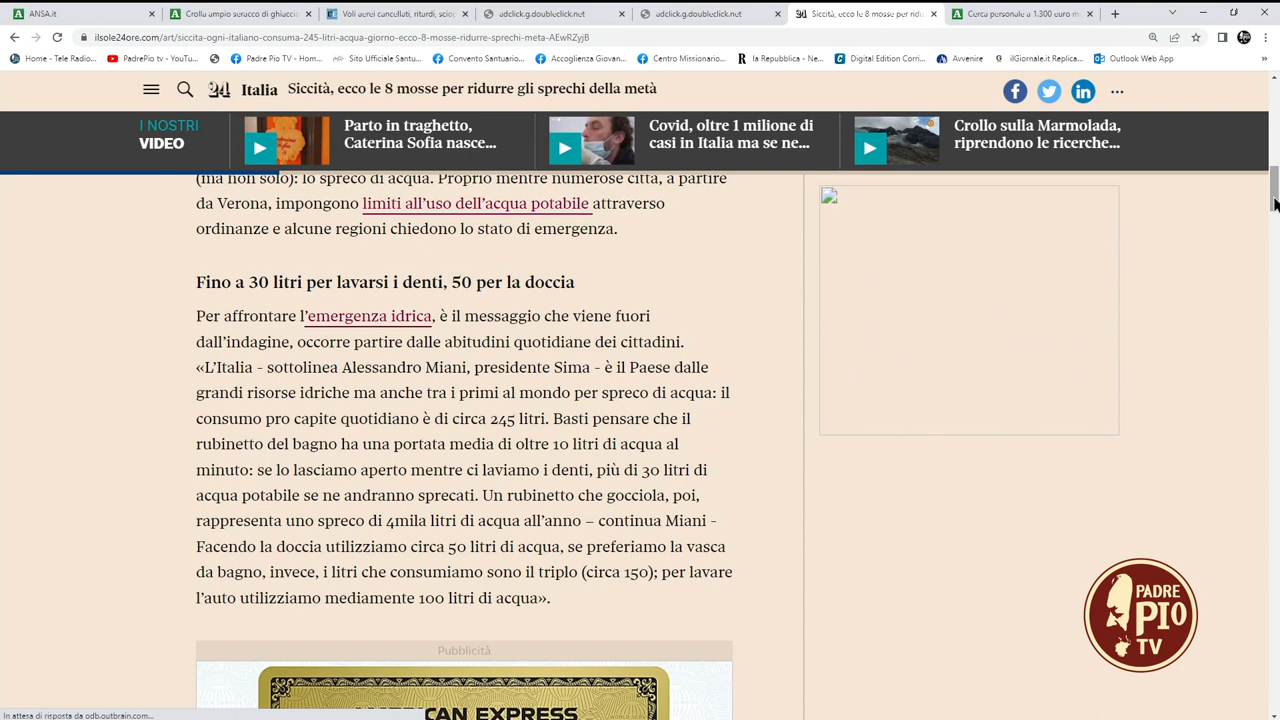 ANSA.it
Crolla ampio seracco di ghiaccio
Voli aerei cancellati, ritardi, sciop
adclick.g.doubleclick.net
adclick.g.doubleclick.net
Siccità, ecco le 8 mosse per ridu
Cerca personale a 1.300 euro m
ilsole24ore.com/art/siccita-ogni-italiano-consuma-245-litri-acqua-giorno-ecco-8-mosse-ridurre-sprechi-meta-AEwRZyjB
Home - Tele Radio...
PadrePio tv - YouTu...
Home
Padre Pio TV - Hom...
Sito Ufficiale Santu...
Convento Santuario...
Accoglienza Giovan...
Centro Missionario...
la Repubblica - Ne...
Digital Edition Corri...
Avvenire
ilGiornale.it Replica...
Outlook Web App
24 Italia Siccità, ecco le 8 mosse per ridurre gli sprechi della metà
I NOSTRI
VIDEO
Parto in traghetto,
Caterina Sofia nasce...
Covid, oltre 1 milione di
casi in Italia ma se ne...
Crollo sulla Marmolada,
riprendono le ricerche...
(ma non solo): lo spreco di acqua. Proprio mentre numerose città, a partire
da Verona, impongono limiti all'uso dell'acqua potabile attraverso
ordinanze e alcune regioni chiedono lo stato di emergenza.
Fino a 30 litri per lavarsi i denti, 50 per la doccia
Per affrontare l'emergenza idrica, è il messaggio che viene fuori
dall'indagine, occorre partire dalle abitudini quotidiane dei cittadini.
«L'Italia - sottolinea Alessandro Miani, presidente Sima - è il Paese dalle
grandi risorse idriche ma anche tra i primi al mondo per spreco di acqua: il
consumo pro capite quotidiano è di circa 245 litri. Basti pensare che il
rubinetto del bagno ha una portata media di oltre 10 litri di acqua al
minuto: se lo lasciamo aperto mentre ci laviamo i denti, più di 30 litri di
acqua potabile se ne andranno sprecati. Un rubinetto che gocciola, poi,
rappresenta uno spreco di 4mila litri di acqua all'anno – continua Miani -
Facendo la doccia utilizziamo circa 50 litri di acqua, se preferiamo la vasca
da bagno, invece, i litri che consumiamo sono il triplo (circa 150); per lavare
l'auto utilizziamo mediamente 100 litri di acqua».
Pubblicità
AMERICAN EXPRESS
PADRE
PIO
TV
In attesa di risposta da odb.outbrain.com...